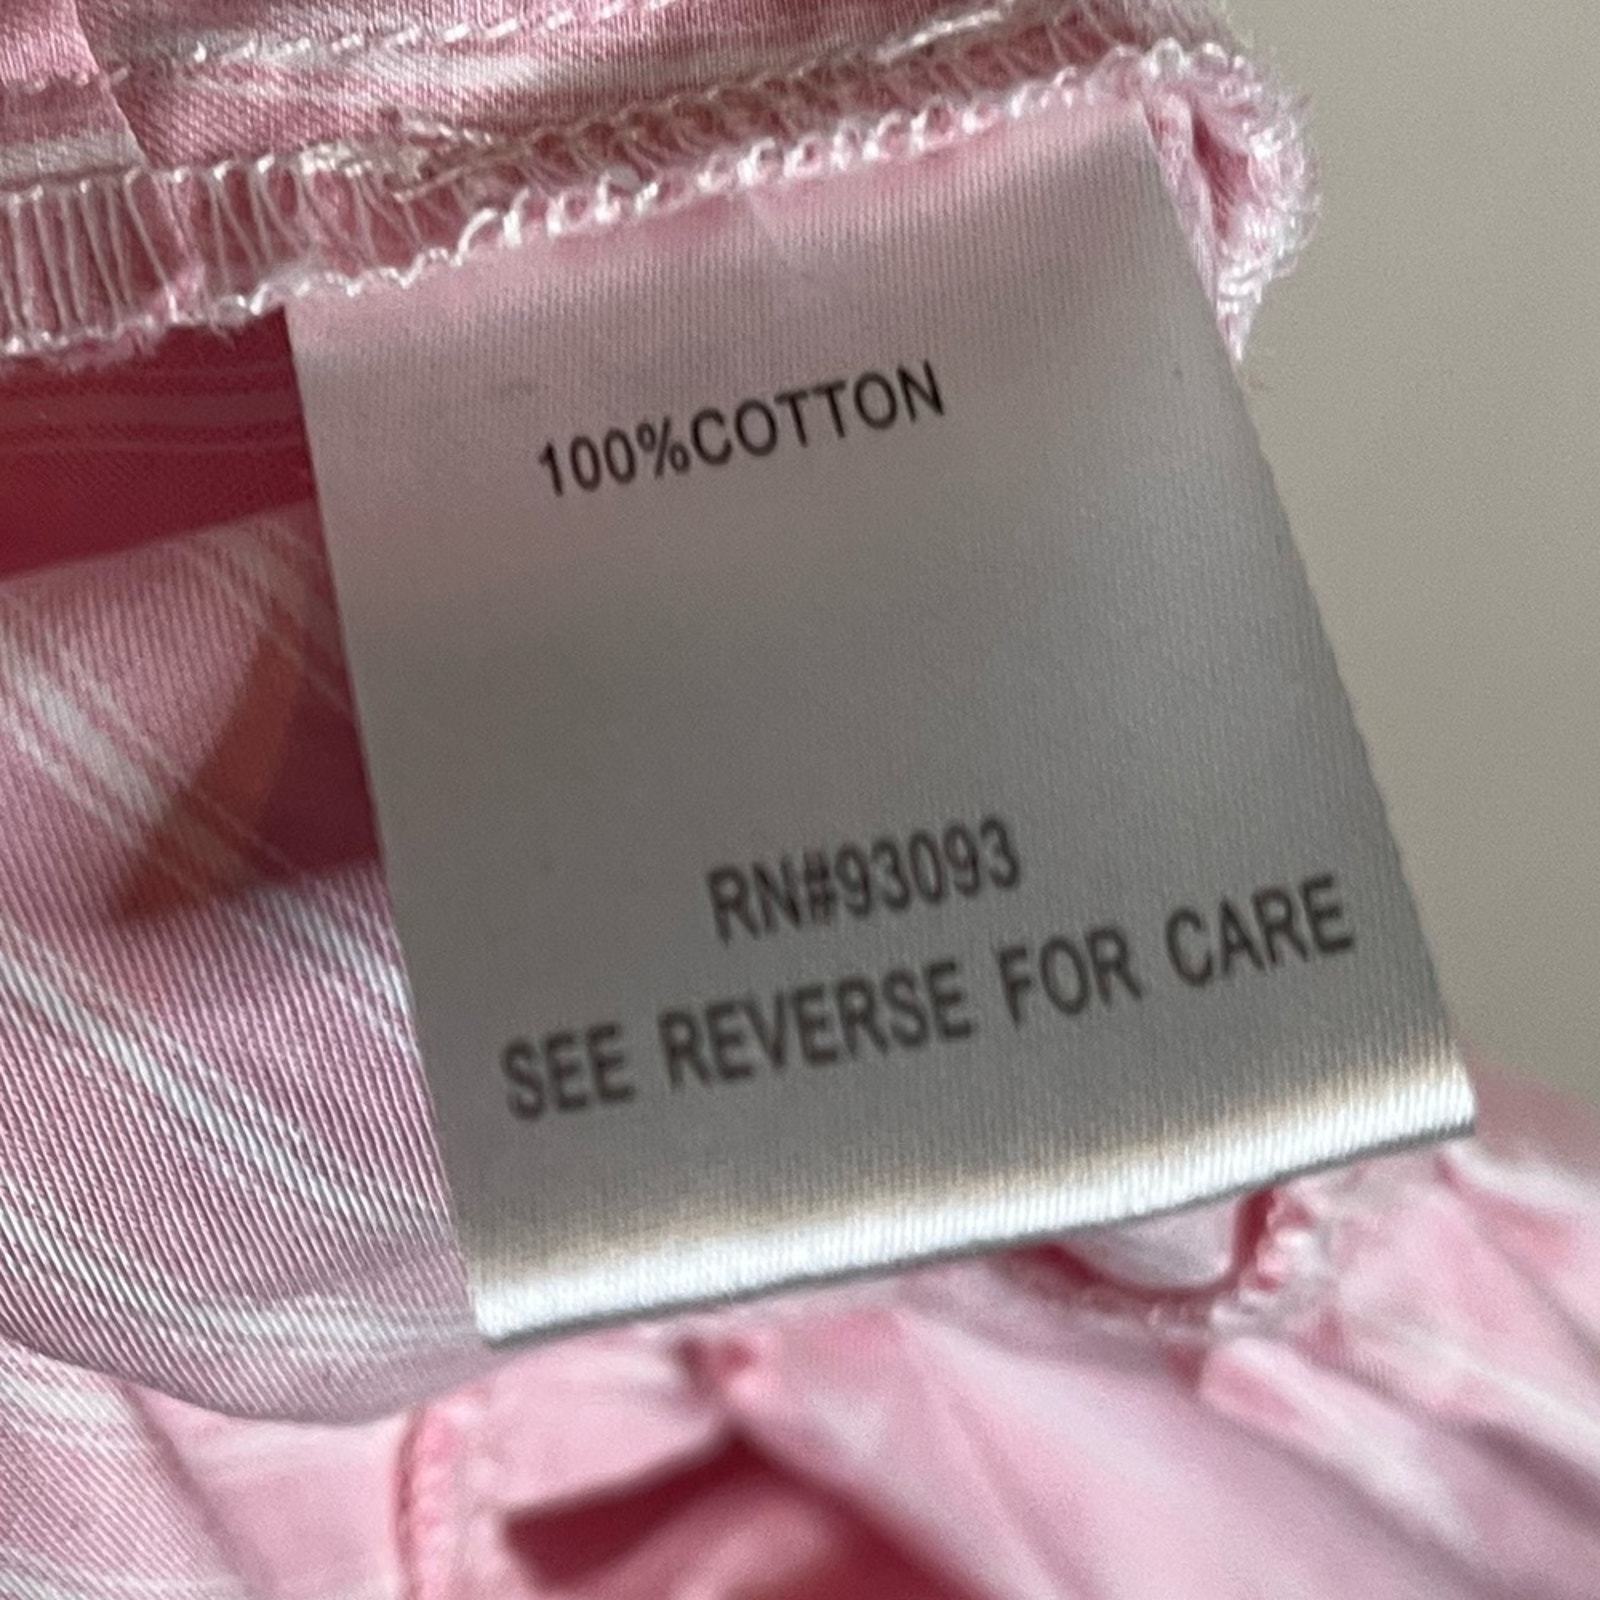 100%COTTON
RN#93093
SEE REVERSE FOR CARE